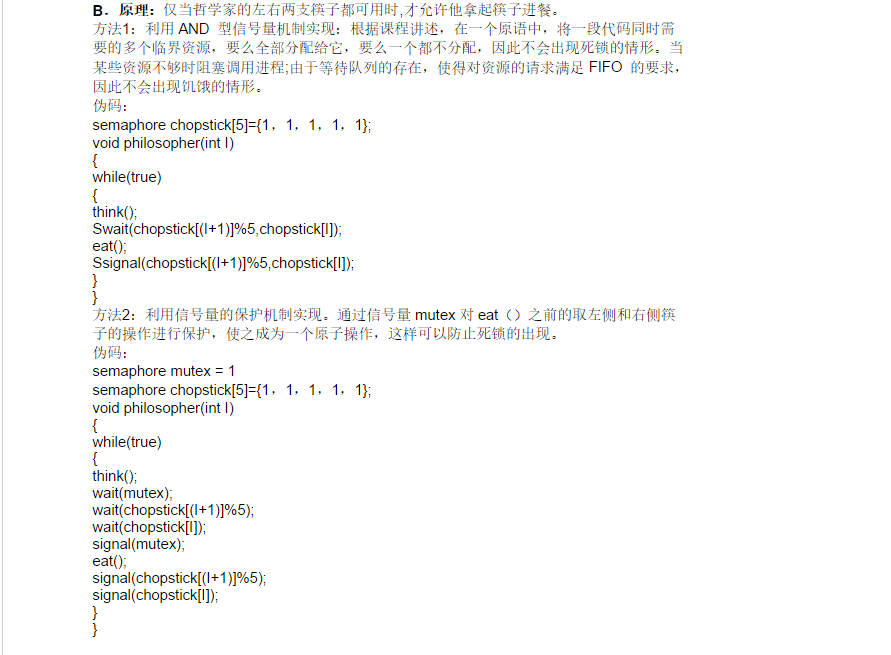 B. 原理: 仅当哲学家的左右两支筷子都可用时,才允许他拿起筷子进餐。
方法1: 利用 AND 型信号量机制实现: 根据课程讲述，在一个原语中，将一段代码同时需
要的多个临界资源，要么全部分配给它，要么一个都不分配，因此不会出现死锁的情形。当
某些资源不够时阻塞调用进程;由于等待队列的存在，使得对资源的请求满足 FIFO 的要求，
因此不会出现饥饿的情形。
伪码:
semaphore chopstick[5]={1，1，1，1，1};
void philosopher(int I)
{
while(true)
{
think();
Swait(chopstick[(I+1)]%5,chopstick[I]);
eat();
Ssignal(chopstick[(I+1)]%5,chopstick[I]);
}
}
方法2: 利用信号量的保护机制实现。通过信号量 mutex 对 eat（）之前的取左侧和右侧筷
子的操作进行保护，使之成为一个原子操作，这样可以防止死锁的出现。
伪码:
semaphore mutex = 1
semaphore chopstick[5]={1，1，1，1，1};
void philosopher(int I)
{
while(true)
{
think();
wait(mutex);
wait(chopstick[(I+1)]%5);
wait(chopstick[I]);
signal(mutex);
eat();
signal(chopstick[(I+1)]%5);
signal(chopstick[I]);
}
}